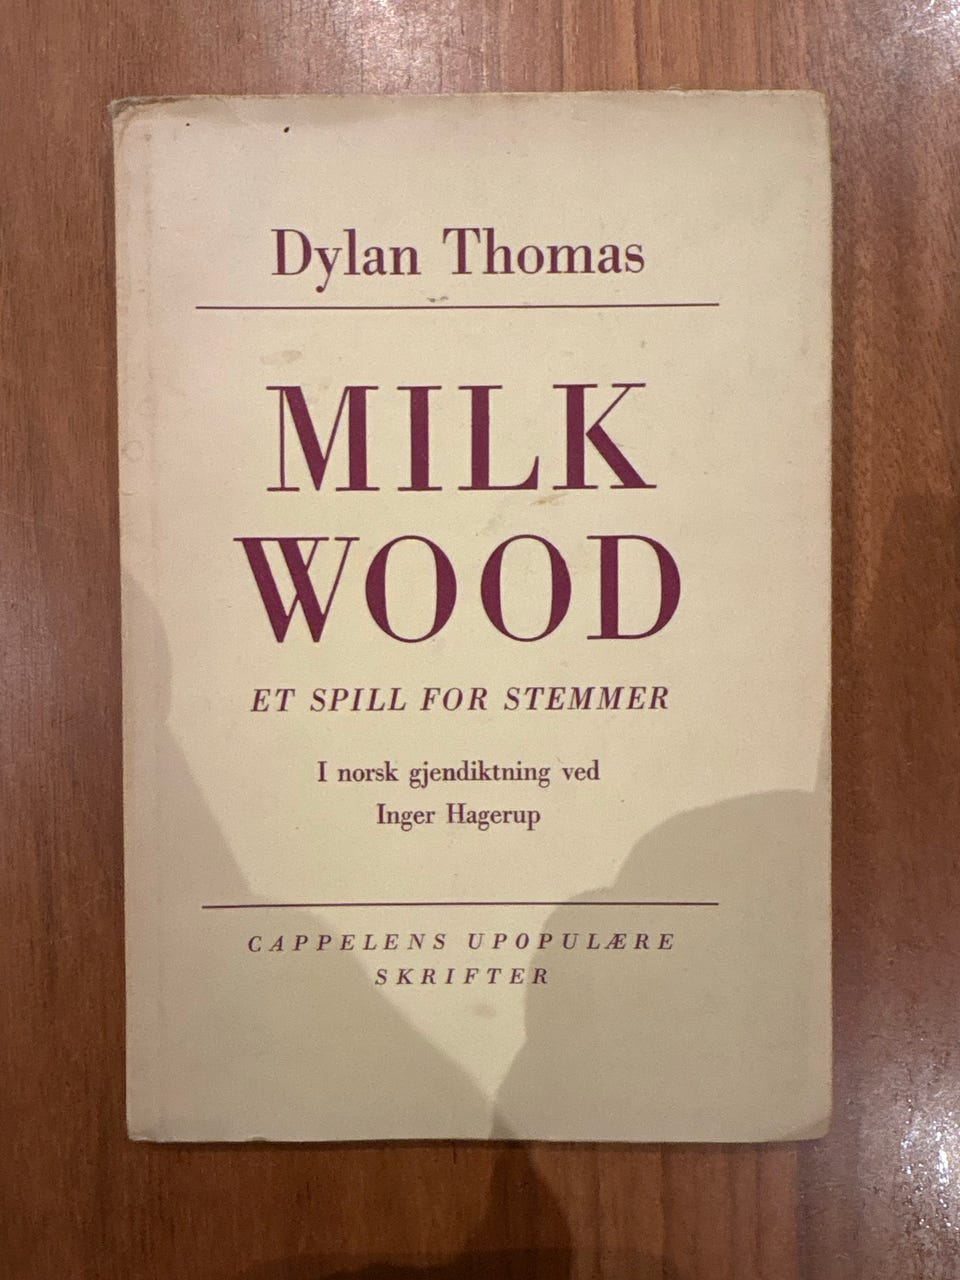 Dylan Thomas
MILK
WOOD
ET SPILL FOR STEMMER
I norsk gjendiktning ved
Inger Hagerup
CAPPELENS UPOPULÆRE
SKRIFTER